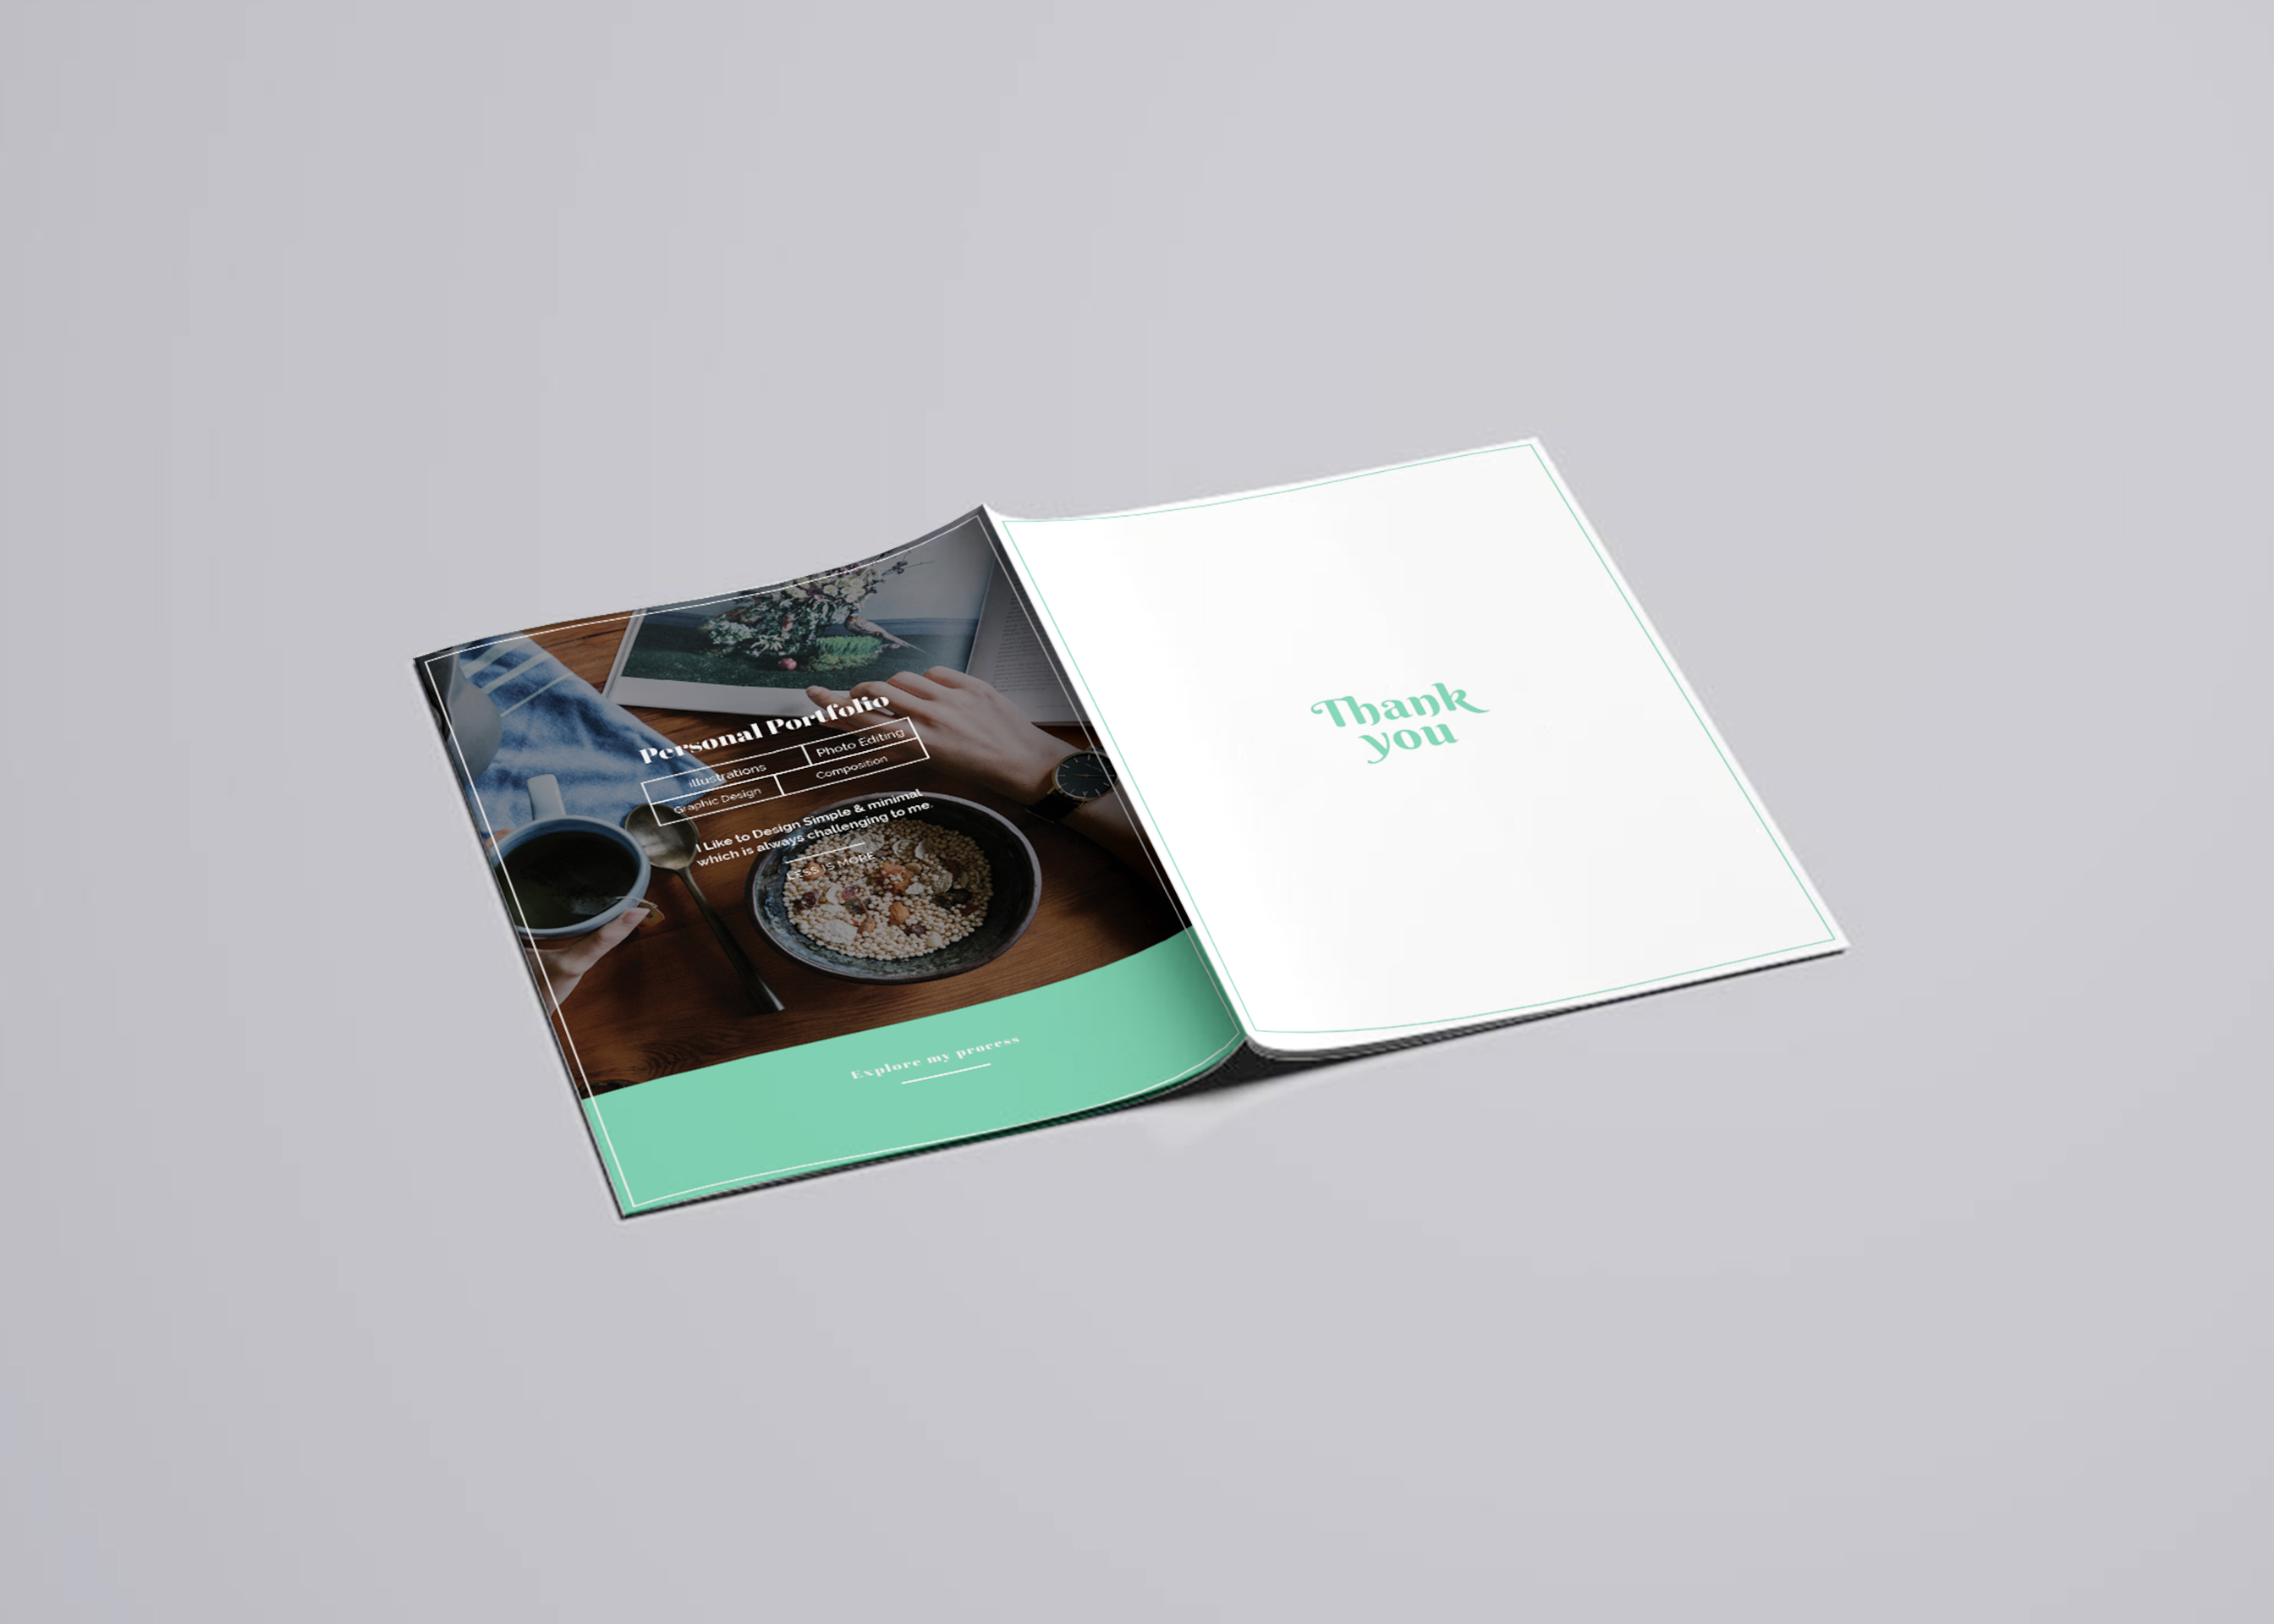 Personal Portfolio
illustrations
Photo Editing
Graphic Design
Composition
I Like to Design Simple & minimal
which is always challenging to me.
LESS IS MORE
Explore my process
Thank
you